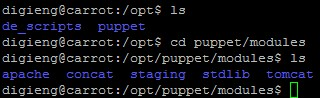 digieng@carrot:/opt$ ls
de_scripts  puppet
digieng@carrot:/opt$ cd puppet/modules
digieng@carrot:/opt/puppet/modules$ ls
apache  concat  staging  stdlib  tomcat
digieng@carrot:/opt/puppet/modules$